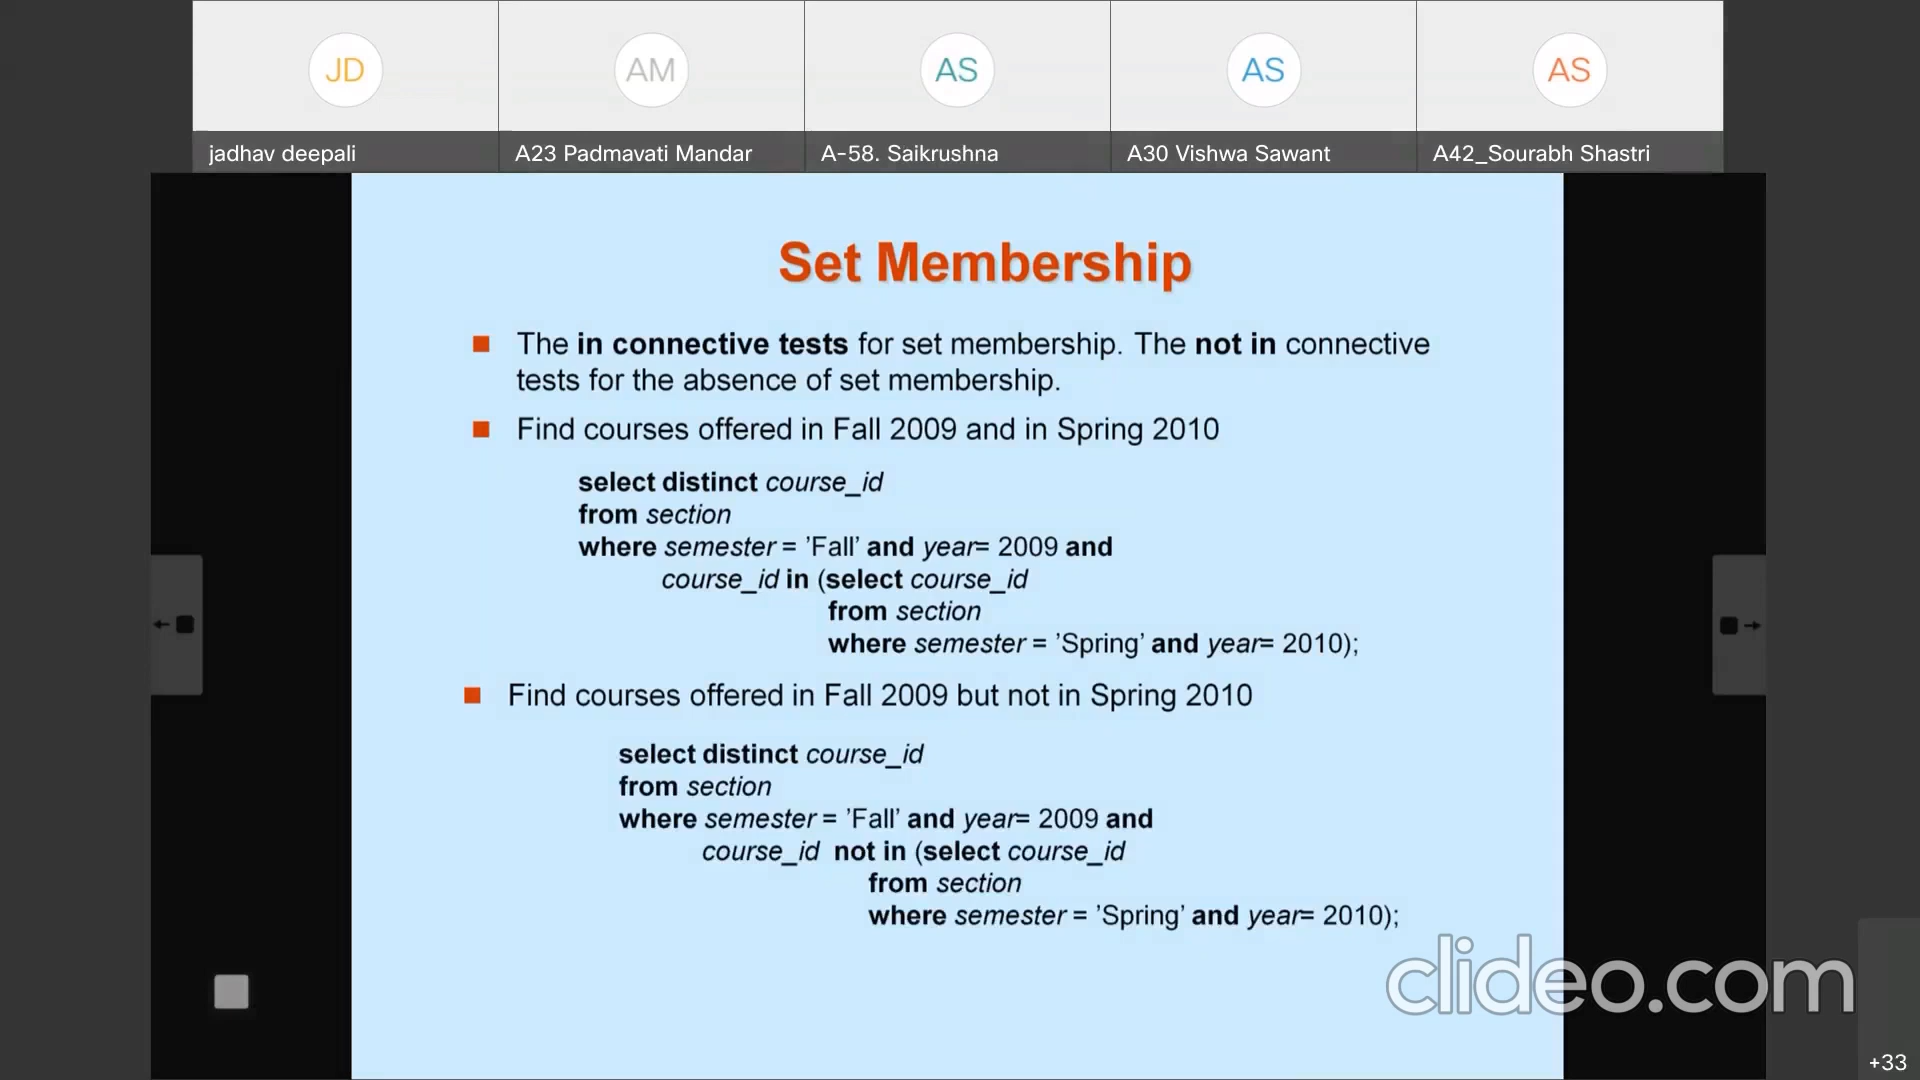 JD
AM
AS
AS
AS
jadhav deepali
A23 Padmavati Mandar
A-58. Saikrushna
A30 Vishwa Sawant
A42_Sourabh Shastri
Set Membership
The in connective tests for set membership. The not in connective
tests for the absence of set membership.
Find courses offered in Fall 2009 and in Spring 2010
select distinct course_id
from section
where semester = ’Fall’ and year= 2009 and
course_id in (select course_id
from section
where semester = ’Spring’ and year= 2010);
Find courses offered in Fall 2009 but not in Spring 2010
select distinct course_id
from section
where semester = ’Fall’ and year= 2009 and
course_id not in (select course_id
from section
where semester = ’Spring’ and year= 2010);
clideo.com
+33